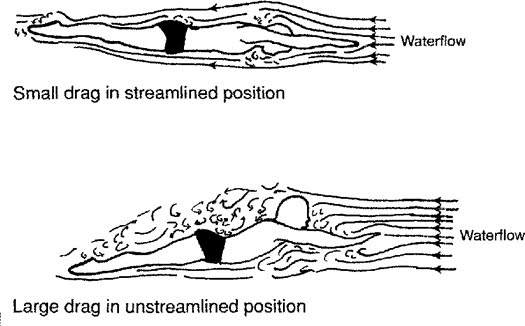 Waterflow
Small drag in streamlined position
Waterflow
Large drag in unstreamlined position